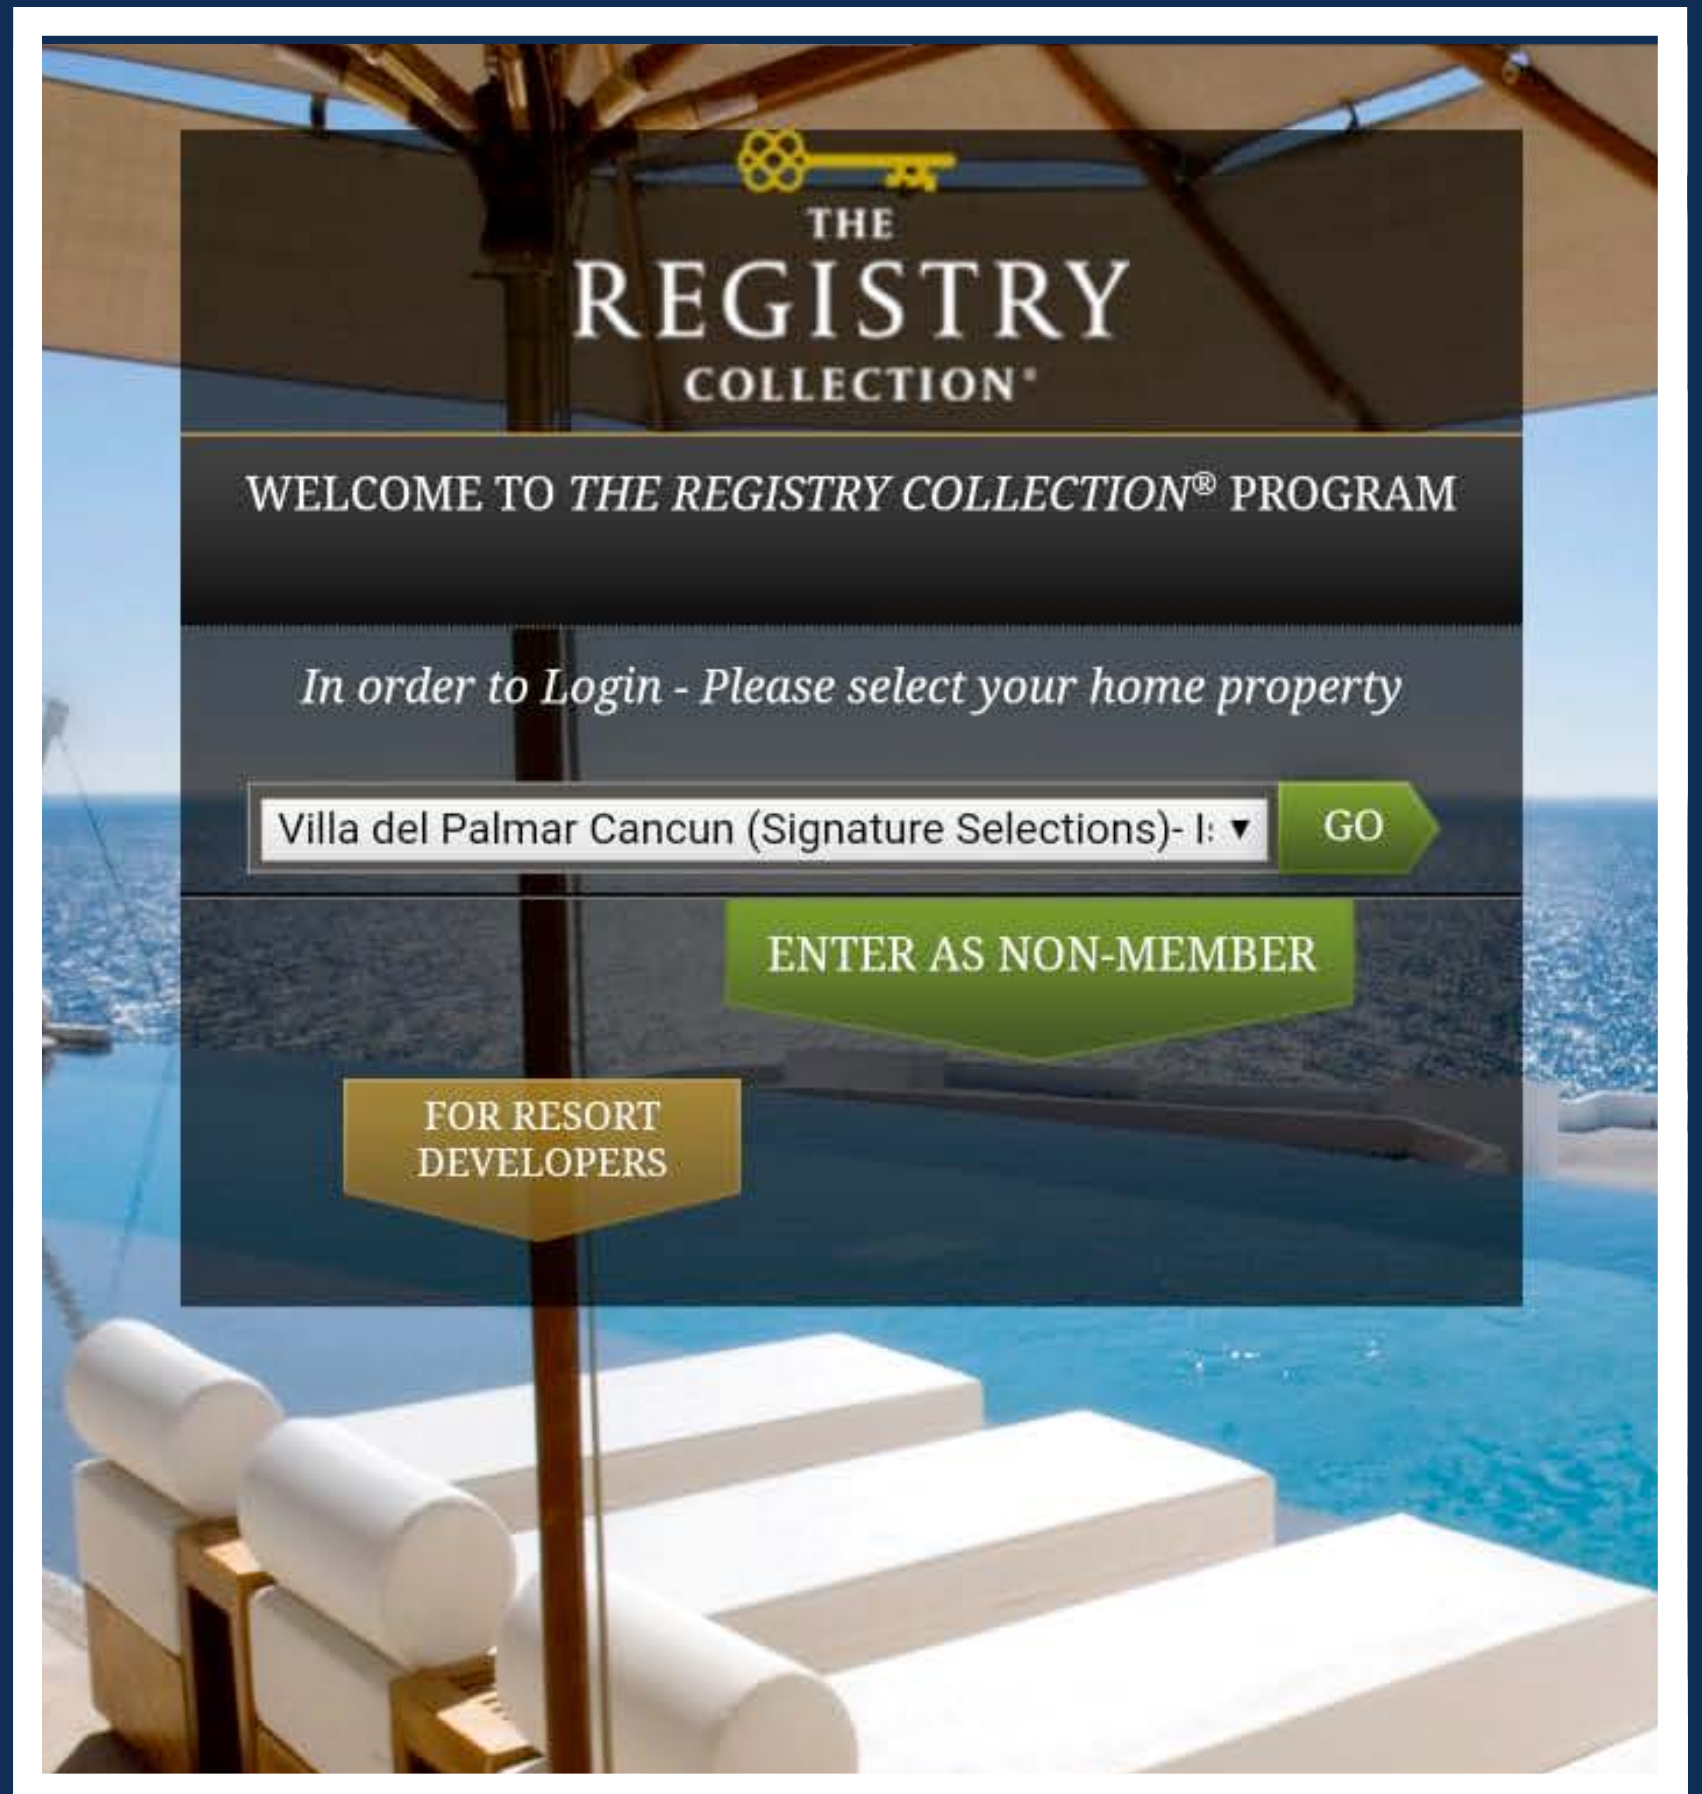 THE
REGISTRY
COLLECTION®
WELCOME TO THE REGISTRY COLLECTION® PROGRAM
In order to Login - Please select your home property
Villa del Palmar Cancun (Signature Selections)-
GO
ENTER AS NON-MEMBER
FOR RESORT
DEVELOPERS